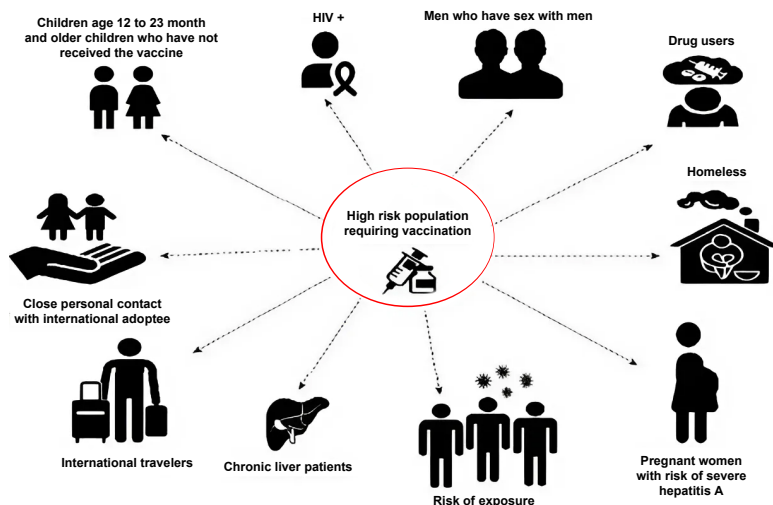 Children age 12 to 23 month
and older children who have not
received the vaccine
HIV +
Men who have sex with men
Drug users
Homeless
High risk population
requiring vaccination
Close personal contact
with international adoptee
International travelers
Chronic liver patients
Risk of exposure
Pregnant women
with risk of severe
hepatitis A